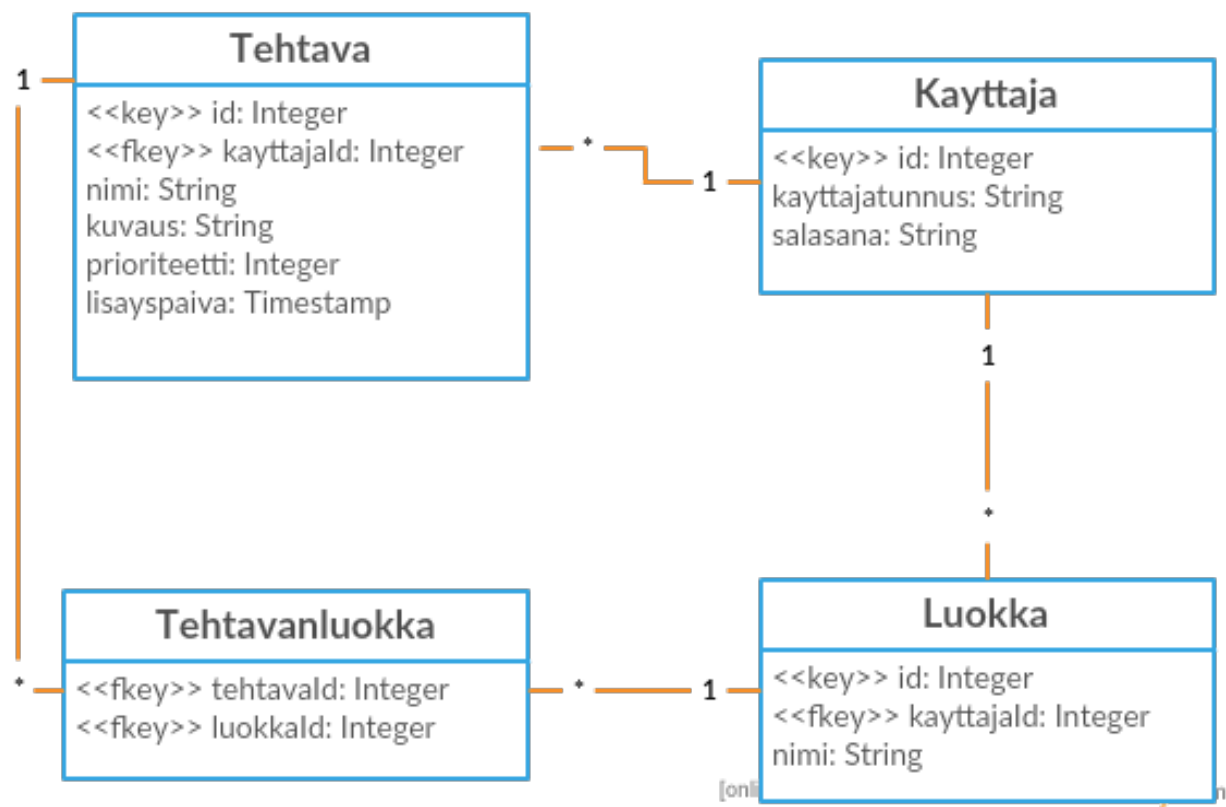 Tehtava
1
<<key>> id: Integer
<<fkey>> kayttajaId: Integer
nimi: String
kuvaus: String
prioriteetti: Integer
lisayspaiva: Timestamp
*
1
Kayttaja
<<key>> id: Integer
kayttajatunnus: String
salasana: String
1
*
Tehtavanluokka
*
<<fkey>> tehtavaId: Integer
<<fkey>> luokkaId: Integer
*
1
Luokka
<<key>> id: Integer
<<fkey>> kayttajaId: Integer
nimi: String